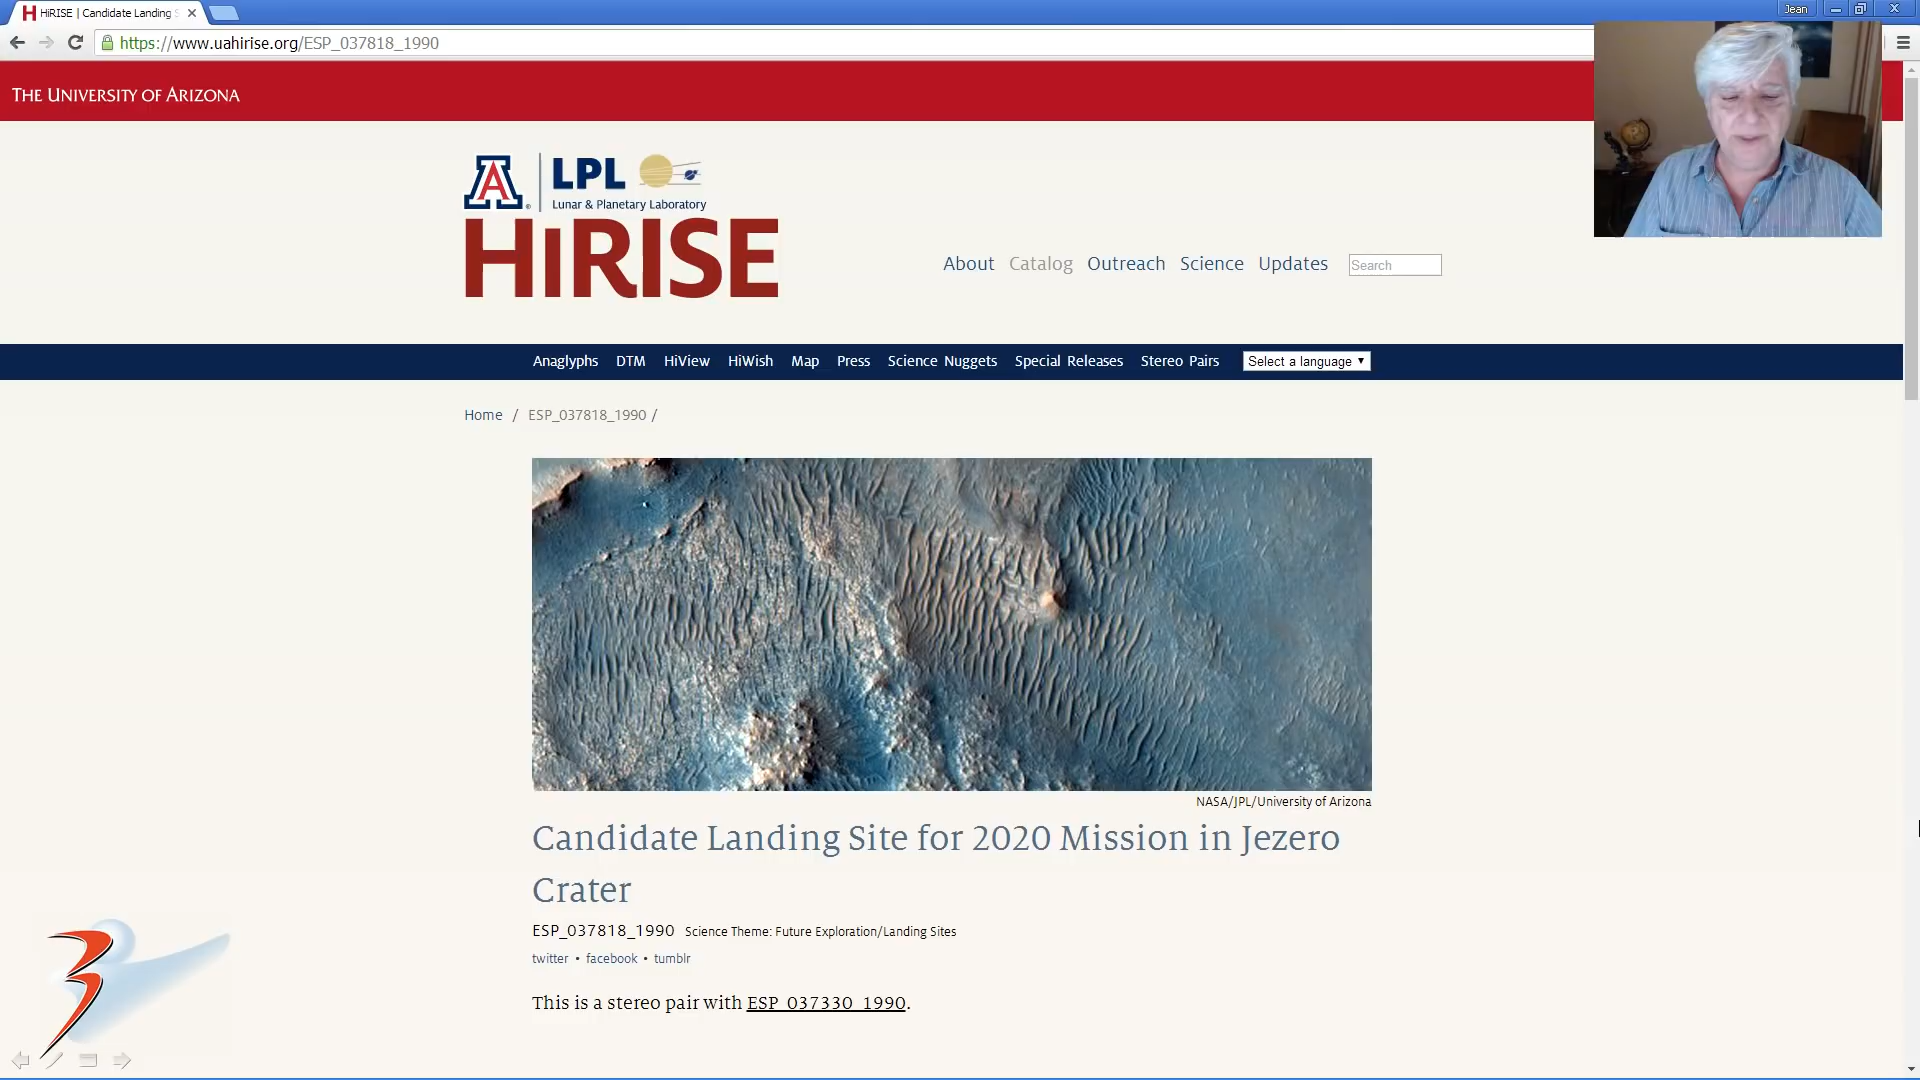 HiRISE | Candidate Landing S
Jean
https://www.uahirise.org/ESP_037818_1990
THE UNIVERSITY OF ARIZONA
A LPL
Lunar & Planetary Laboratory
HiRISE
About Catalog Outreach Science Updates Search
Anaglyphs DTM HiView HiWish Map Press Science Nuggets Special Releases Stereo Pairs Select a language
Home / ESP_037818_1990 /
NASA/JPL/University of Arizona
Candidate Landing Site for 2020 Mission in Jezero
Crater
ESP_037818_1990 Science Theme: Future Exploration/Landing Sites
twitter • facebook • tumblr
This is a stereo pair with ESP_037330_1990.